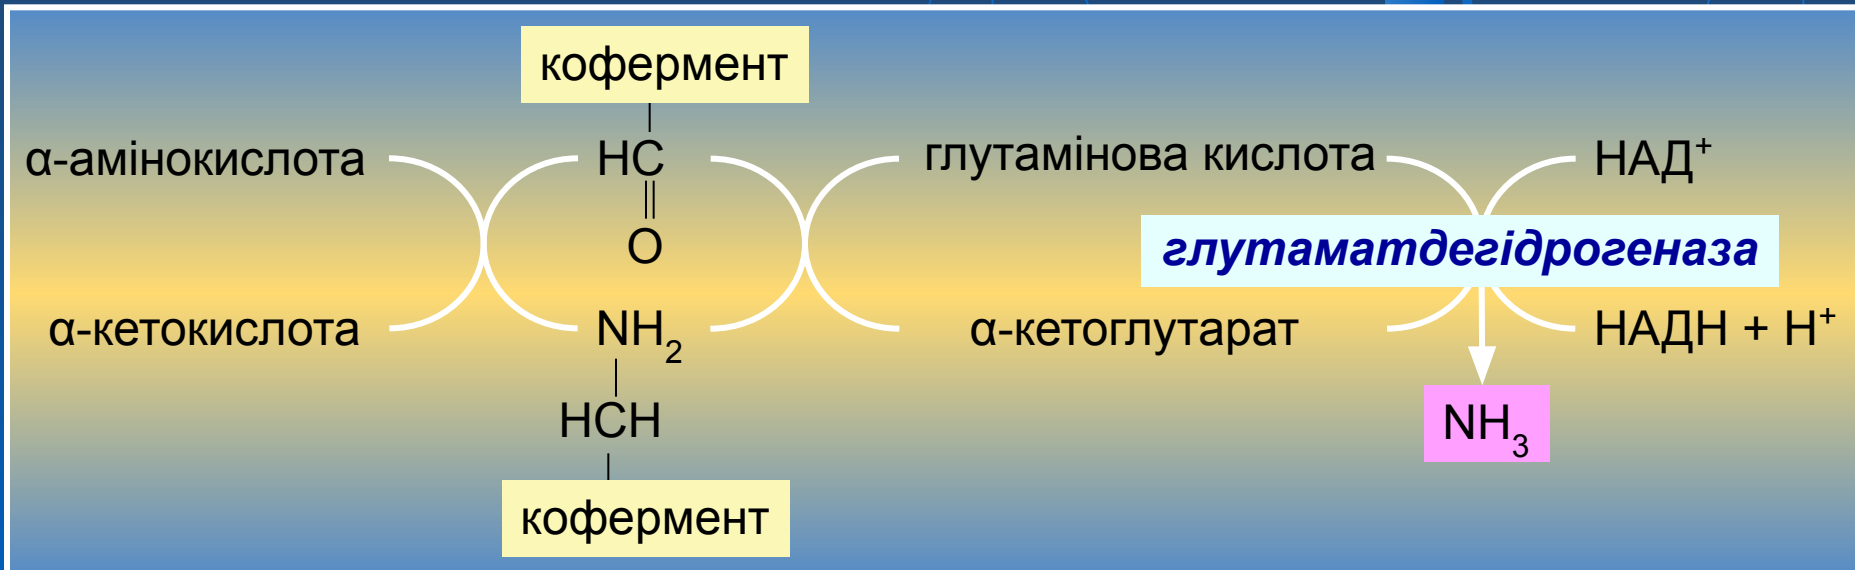 кофермент
α-амінокислота HC глутамінова кислота НАД⁺
O
глутаматдегідрогеназа
α-кетокислота NH₂ α-кетоглутарат НАДН + Н⁺
HCH
NH₃
кофермент